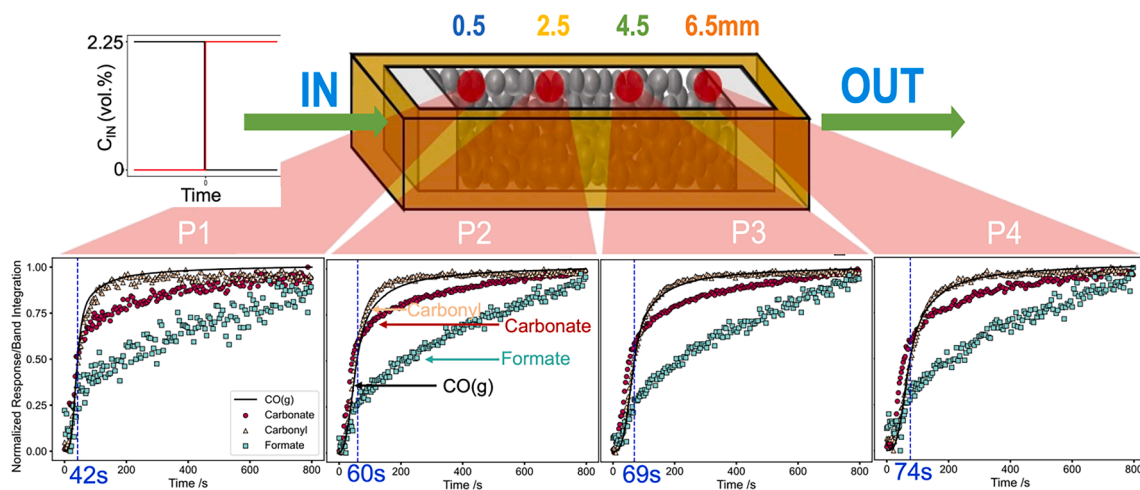 0.5 2.5 4.5 6.5mm
2.25
C_IN (vol.%)
0
0
Time
IN
OUT
P1
P2
P3
P4
Normalized Response/Band Integration
1.00
0.75
0.50
0.25
0.00
CO(g)
Carbonate
Carbonyl
Formate
0 200 400 600 800
42s
Time /s
Carbonyl
Carbonate
Formate
CO(g)
0 200 400 600 800
60s
Time /s
0 200 400 600 800
69s
Time /s
0 200 400 600 800
74s
Time /s